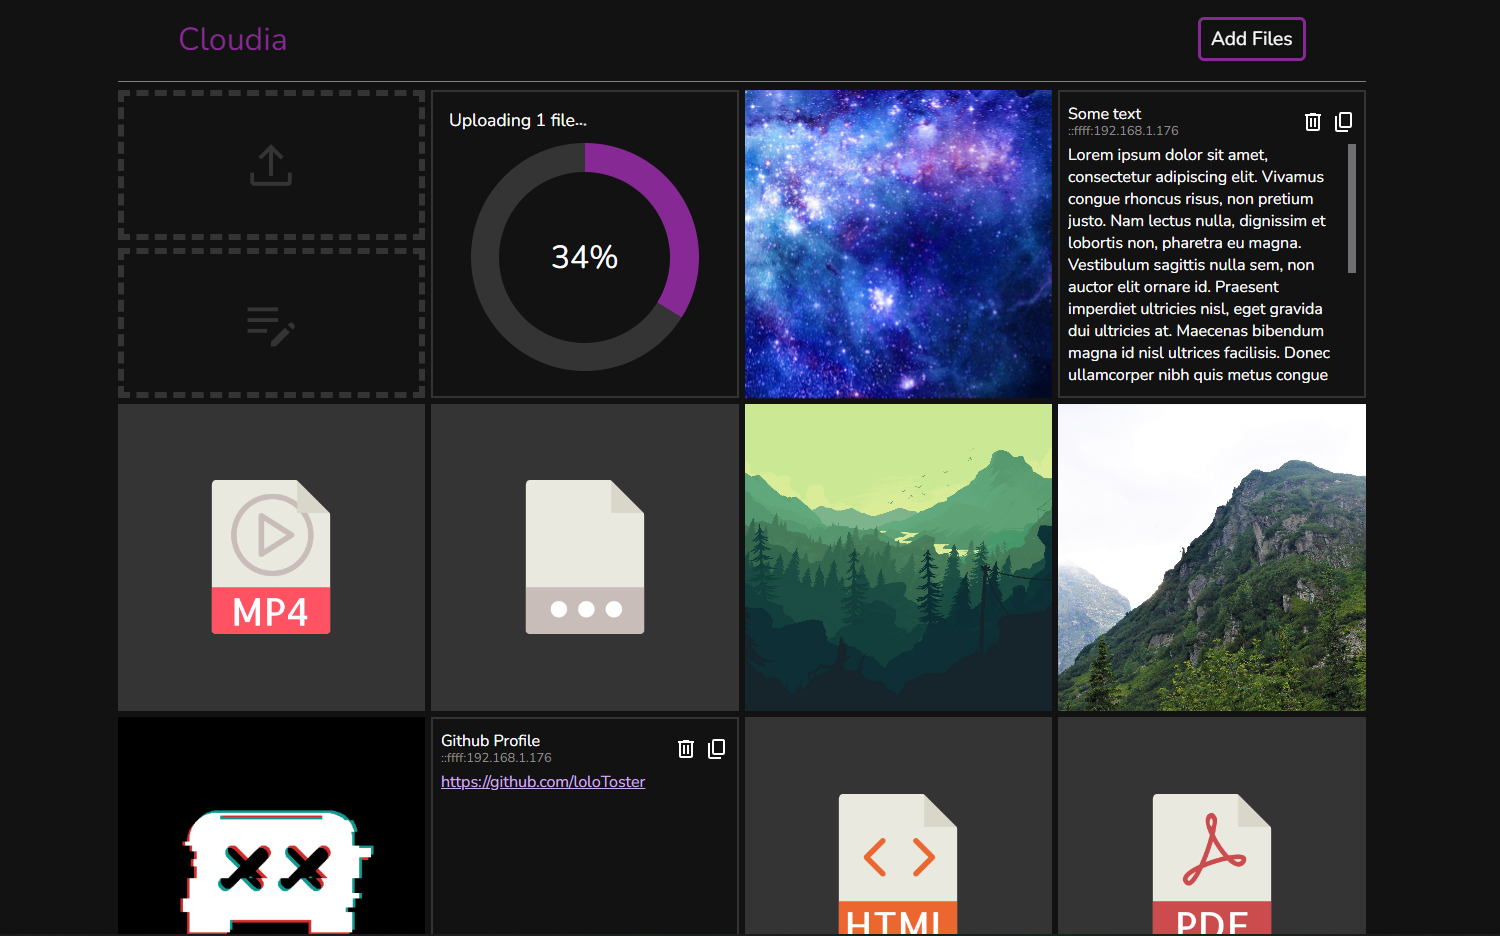 Cloudia
Add Files
Uploading 1 file...
34%
Some text
::ffff:192.168.1.176
Lorem ipsum dolor sit amet,
consectetur adipiscing elit. Vivamus
congue rhoncus risus, non pretium
justo. Nam lectus nulla, dignissim et
lobortis non, pharetra eu magna.
Vestibulum sagittis nulla sem, non
auctor elit ornare id. Praesent
imperdiet ultricies nisl, eget gravida
dui ultricies at. Maecenas bibendum
magna id nisl ultrices facilisis. Donec
ullamcorper nibh quis metus congue
MP4
Github Profile
::ffff:192.168.1.176
https://github.com/loloToster
HTML
PDF